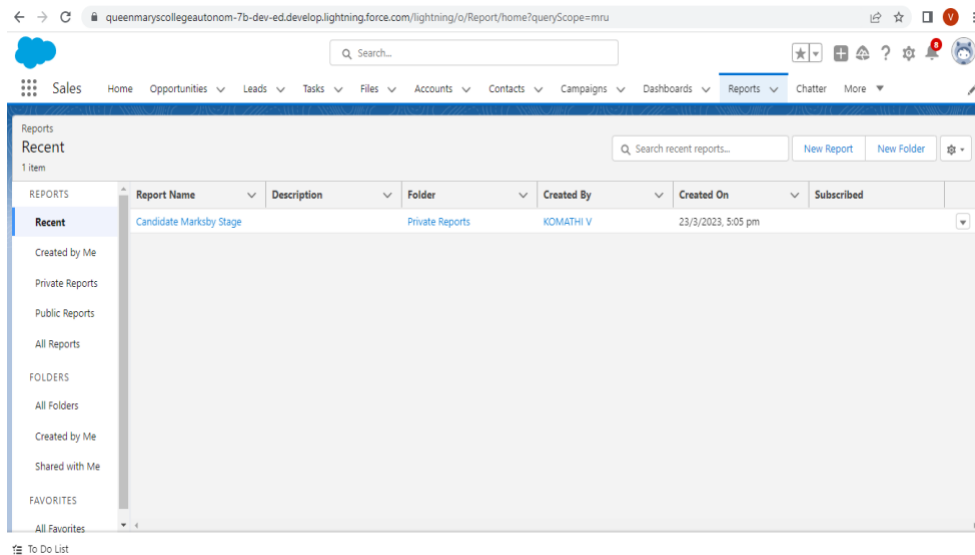 queenmaryscollegeautonom-7b-dev-ed.develop.lightning.force.com/lightning/o/Report/home?queryScope=mru
V
Search...
8
Sales Home Opportunities Leads Tasks Files Accounts Contacts Campaigns Dashboards Reports Chatter More
Reports
Recent
1 item
Search recent reports...
New Report New Folder
REPORTS
Report Name Description Folder Created By Created On Subscribed
Recent
Candidate Marksby Stage Private Reports KOMATHI V 23/3/2023, 5:05 pm
Created by Me
Private Reports
Public Reports
All Reports
FOLDERS
All Folders
Created by Me
Shared with Me
FAVORITES
All Favorites
To Do List